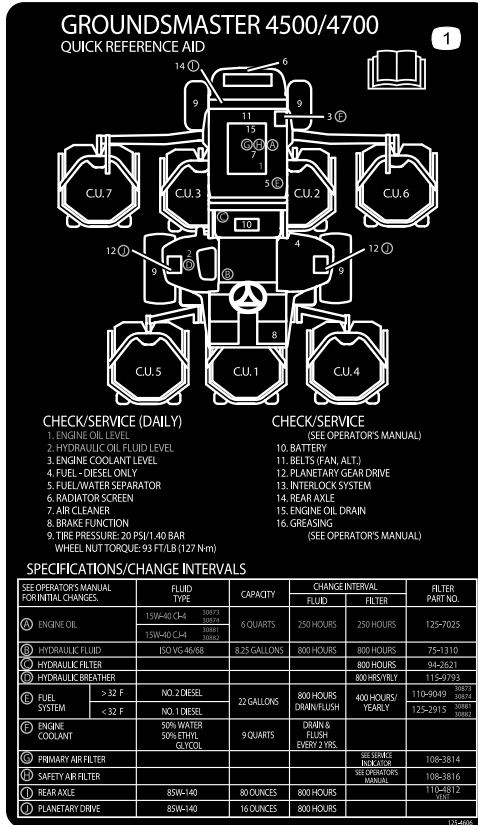 GROUNDSMASTER 4500/4700
QUICK REFERENCE AID
1
14 I
6
9
9
11
3 F
15
G H A
7
1
5 E
C.U. 7
C.U. 3
C.U. 2
C.U. 6
C
10
12 J
2
D
4
12 J
9
B
9
8
C.U. 5
C.U. 1
C.U. 4
CHECK/SERVICE (DAILY)
1. ENGINE OIL LEVEL
2. HYDRAULIC OIL FLUID LEVEL
3. ENGINE COOLANT LEVEL
4. FUEL - DIESEL ONLY
5. FUEL/WATER SEPARATOR
6. RADIATOR SCREEN
7. AIR CLEANER
8. BRAKE FUNCTION
9. TIRE PRESSURE: 20 PSI/1.40 BAR
WHEEL NUT TORQUE: 93 FT/LB (127 N·m)
CHECK/SERVICE
(SEE OPERATOR'S MANUAL)
10. BATTERY
11. BELTS (FAN, ALT.)
12. PLANETARY GEAR DRIVE
13. INTERLOCK SYSTEM
14. REAR AXLE
15. ENGINE OIL DRAIN
16. GREASING
(SEE OPERATOR'S MANUAL)
SPECIFICATIONS/CHANGE INTERVALS
SEE OPERATOR'S MANUAL FOR INITIAL CHANGES. FLUID TYPE CAPACITY CHANGE INTERVAL FLUID FILTER FILTER PART NO.
A ENGINE OIL 15W-40 CI-4 30873 30874 15W-40 CJ-4 30881 30882 6 QUARTS 250 HOURS 250 HOURS 125-7025
B HYDRAULIC FLUID ISO VG 46/68 8.25 GALLONS 800 HOURS 800 HOURS 75-1310
C HYDRAULIC FILTER 800 HOURS 94-2621
D HYDRAULIC BREATHER 800 HRS/YRLY 115-9793
E FUEL SYSTEM > 32 F NO. 2 DIESEL < 32 F NO. 1 DIESEL 22 GALLONS 800 HOURS DRAIN/FLUSH 400 HOURS/ YEARLY 110-9049 30873 30874 125-2915 30881 30882
F ENGINE COOLANT 50% WATER 50% ETHYL GLYCOL 9 QUARTS DRAIN & FLUSH EVERY 2 YRS.
G PRIMARY AIR FILTER SEE SERVICE INDICATOR 108-3814
H SAFETY AIR FILTER SEE OPERATOR'S MANUAL 108-3816
I REAR AXLE 85W-140 80 OUNCES 800 HOURS 110-4812 VENT
J PLANETARY DRIVE 85W-140 16 OUNCES 800 HOURS
125-4606